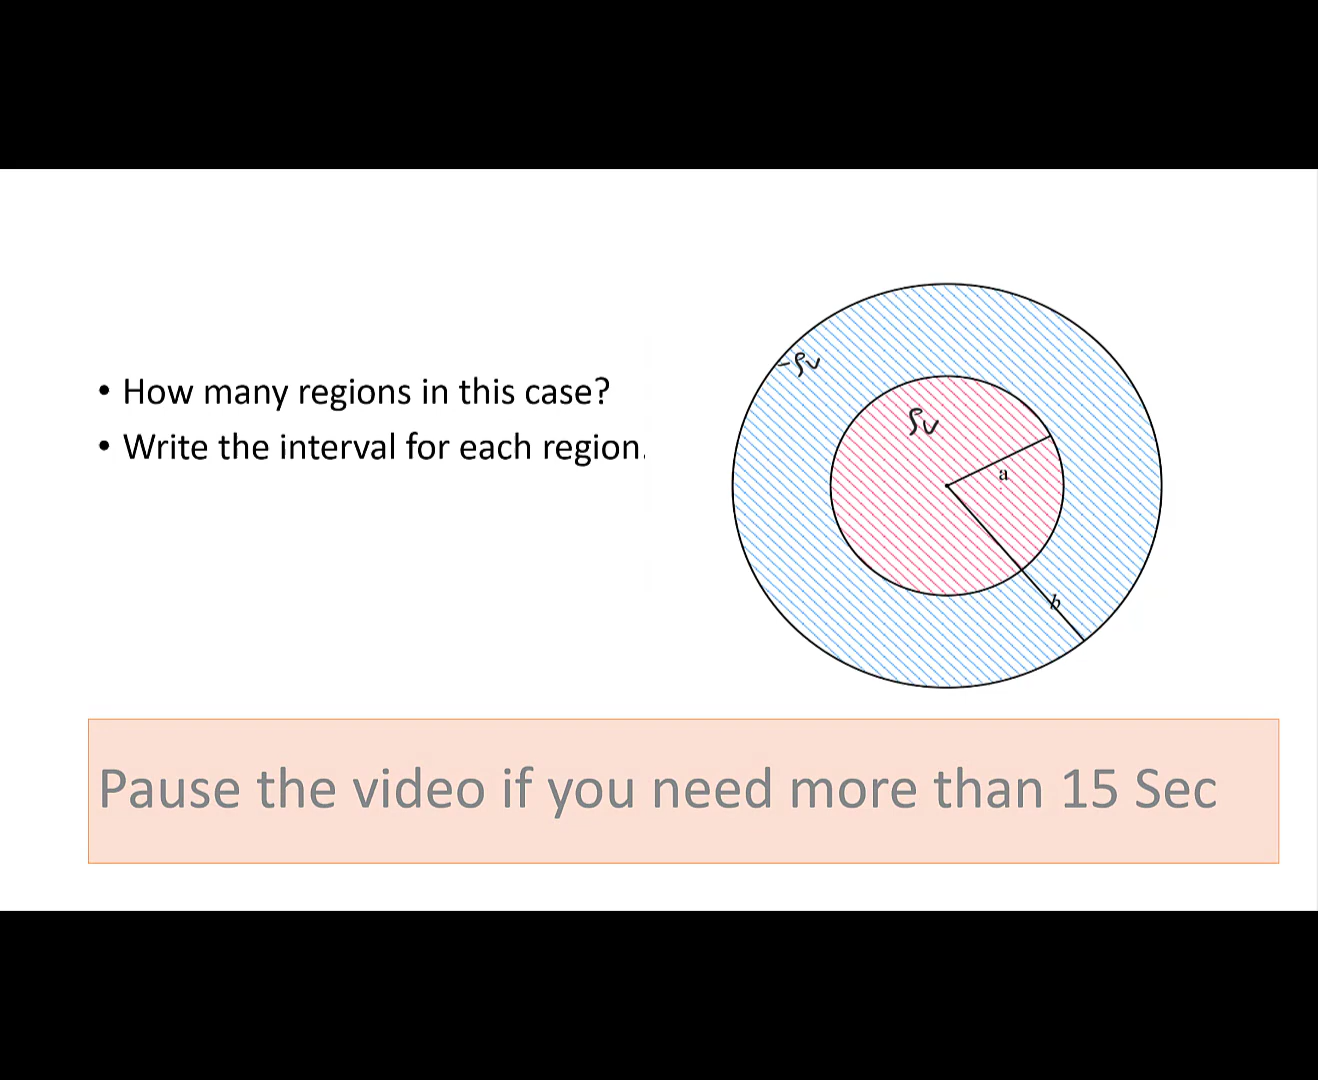 • How many regions in this case?
• Write the interval for each region.
-ρv
ρv
a
b
Pause the video if you need more than 15 Sec